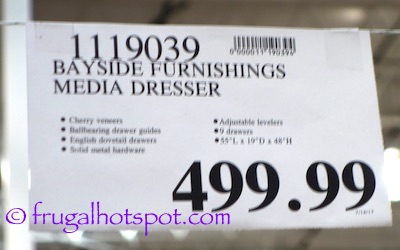 1119039
0000011190394
BAYSIDE FURNISHINGS
MEDIA DRESSER
• Cherry veneers
• Ballbearing drawer guides
• English dovetail drawers
• Solid metal hardware
• Adjustable levelers
• 9 drawers
• 55"L x 19"D x 48"H
499.99
© frugalhotspot.com